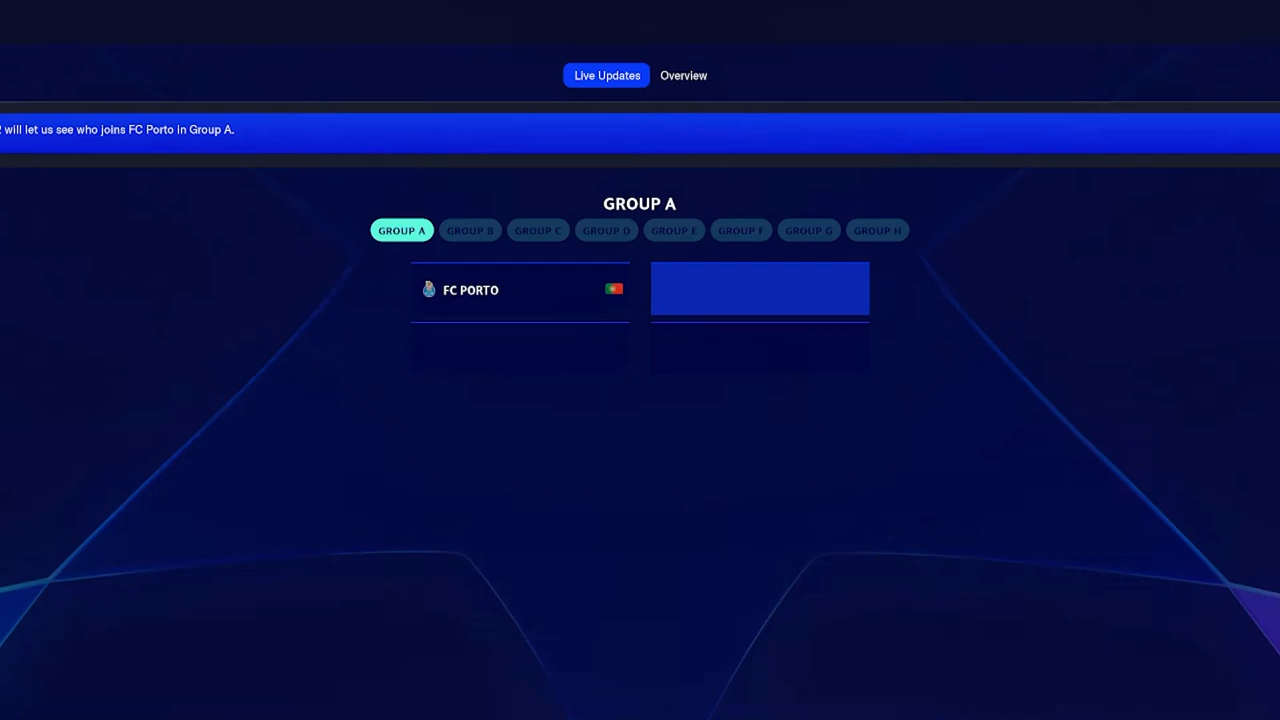 Live Updates Overview
2 will let us see who joins FC Porto in Group A.
GROUP A
GROUP A GROUP B GROUP C GROUP D GROUP E GROUP F GROUP G GROUP H
FC PORTO